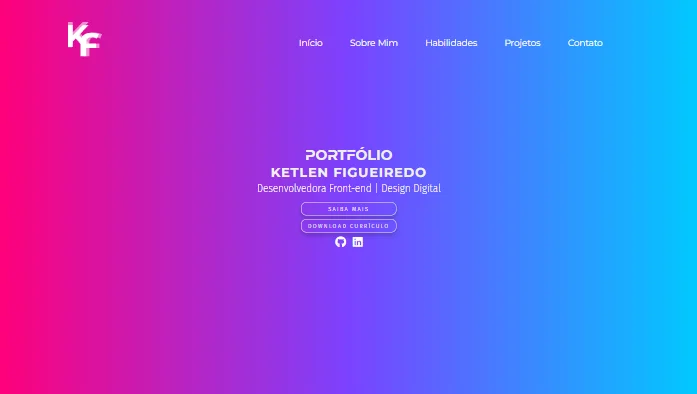 KF
Início
Sobre Mim
Habilidades
Projetos
Contato
PORTFÓLIO
KETLEN FIGUEIREDO
Desenvolvedora Front-end | Design Digital
SAIBA MAIS
DOWNLOAD CURRÍCULO
in